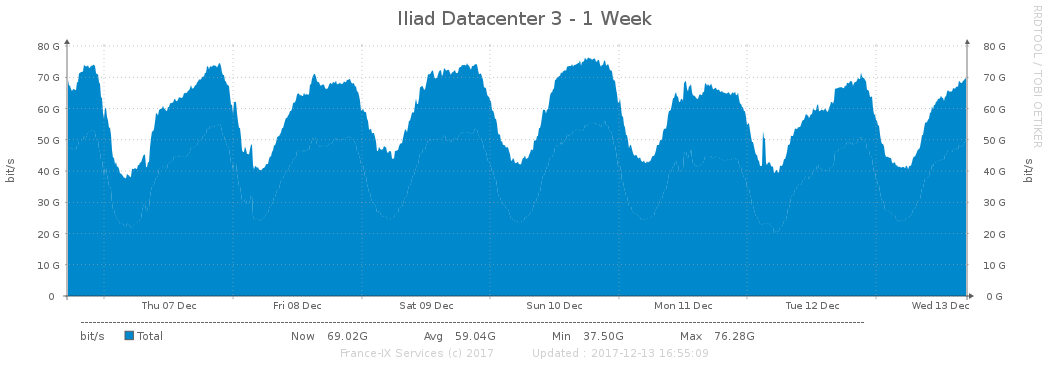 Iliad Datacenter 3 - 1 Week
RRDTOOL / TOBI OETIKER
80 G 80 G
70 G 70 G
60 G 60 G
50 G 50 G
40 G 40 G
30 G 30 G
20 G 20 G
10 G 10 G
0 0 G
bit/s bit/s
Thu 07 Dec Fri 08 Dec Sat 09 Dec Sun 10 Dec Mon 11 Dec Tue 12 Dec Wed 13 Dec
bit/s Total Now 69.02G Avg 59.04G Min 37.50G Max 76.28G
France-IX Services (c) 2017 Updated : 2017-12-13 16:55:09